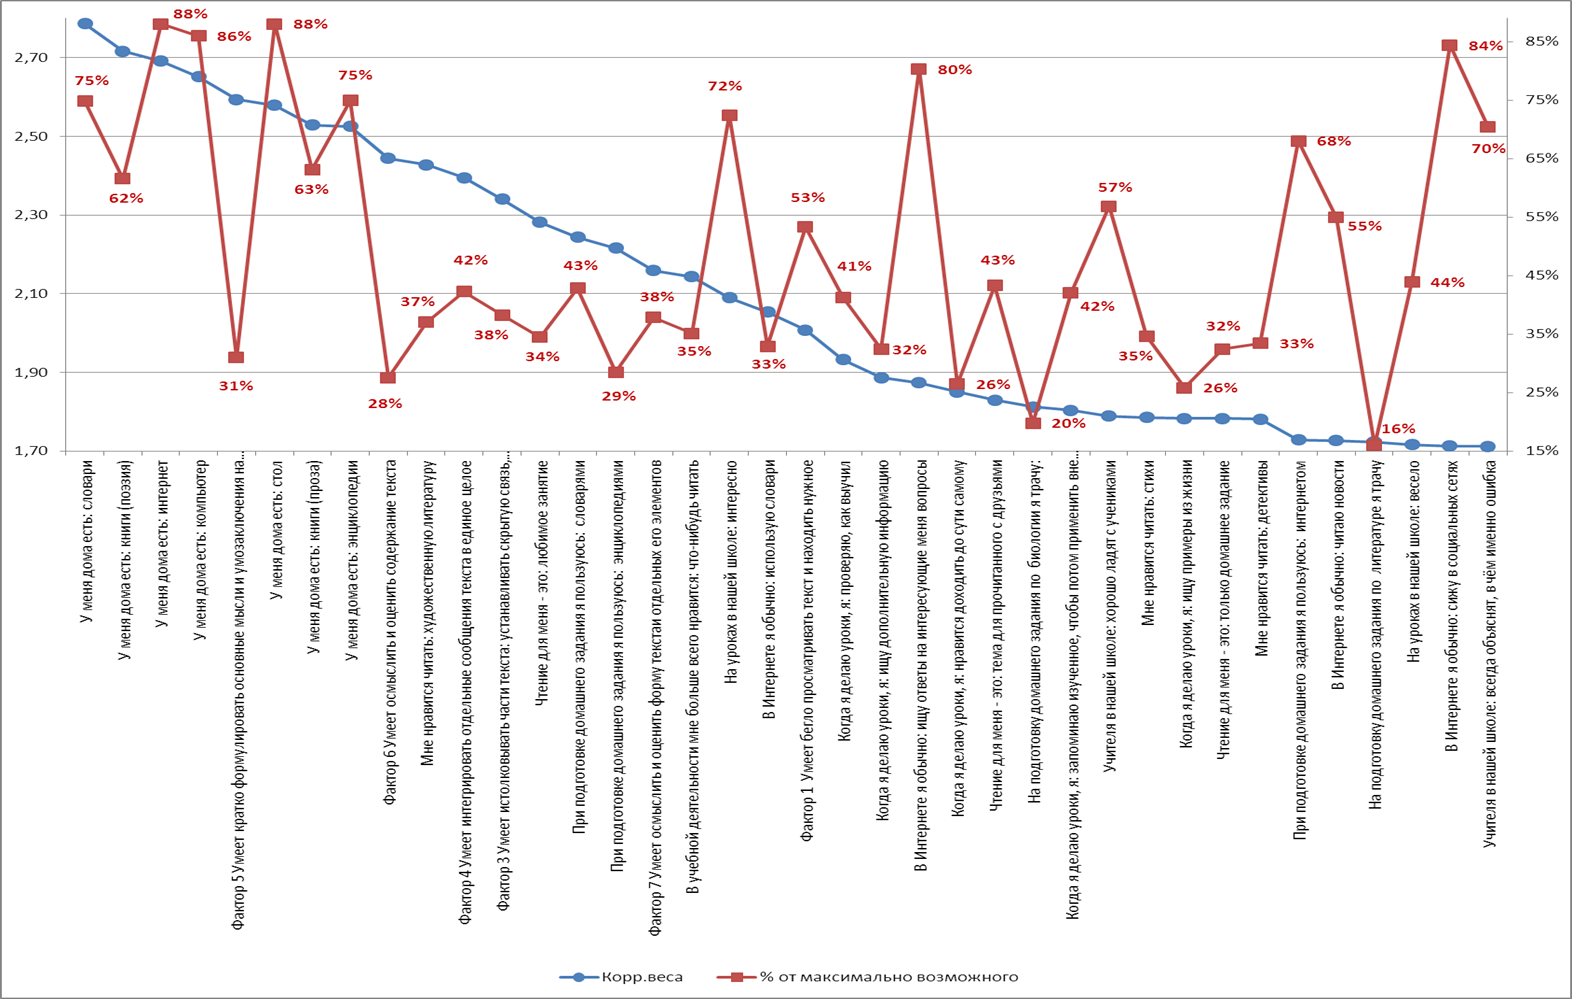 2,70
2,50
2,30
2,10
1,90
1,70
85%
75%
65%
55%
45%
35%
25%
15%
75%
62%
88%
86%
31%
88%
63%
75%
28%
37%
42%
38%
34%
43%
29%
38%
35%
72%
33%
53%
41%
32%
80%
26%
43%
20%
42%
57%
35%
26%
32%
33%
68%
55%
16%
44%
84%
70%
У меня дома есть: словари
У меня дома есть: книги (поэзия)
У меня дома есть: интернет
У меня дома есть: компьютер
Фактор 5 Умеет кратко формулировать основные мысли и умозаключения на…
У меня дома есть: стол
У меня дома есть: книги (проза)
У меня дома есть: энциклопедии
Фактор 6 Умеет осмыслить и оценить содержание текста
Мне нравится читать: художественную литературу
Фактор 4 Умеет интегрировать отдельные сообщения текста в единое целое
Фактор 3 Умеет истолковывать части текста: устанавливать скрытую связь,…
Чтение для меня - это: любимое занятие
При подготовке домашнего задания я пользуюсь: словарями
При подготовке домашнего задания я пользуюсь: энциклопедиями
Фактор 7 Умеет осмыслить и оценить форму текстаи отдельных его элементов
В учебной деятельности мне больше всего нравится: что-нибудь читать
На уроках в нашей школе: интересно
В Интернете я обычно: использую словари
Фактор 1 Умеет бегло просматривать текст и находить нужное
Когда я делаю уроки, я: проверяю, как выучил
Когда я делаю уроки, я: ищу дополнительную информацию
В Интернете я обычно: ищу ответы на интересующие меня вопросы
Когда я делаю уроки, я: нравится доходить до сути самому
Чтение для меня - это: тема для прочитанного с друзьями
На подготовку домашнего задания по биологии я трачу:
Когда я делаю уроки, я: запоминаю изученное, чтобы потом применить вне…
Учителя в нашей школе: хорошо ладят с учениками
Мне нравится читать: стихи
Когда я делаю уроки, я: ищу примеры из жизни
Чтение для меня - это: только домашнее задание
Мне нравится читать: детективы
При подготовке домашнего задания я пользуюсь: интернетом
В Интернете я обычно: читаю новости
На подготовку домашнего задания по литературе я трачу
На уроках в нашей школе: весело
В Интернете я обычно: сижу в социальных сетях
Учителя в нашей школе: всегда объяснят, в чём именно ошибка
Корр.веса
% от максимально возможного